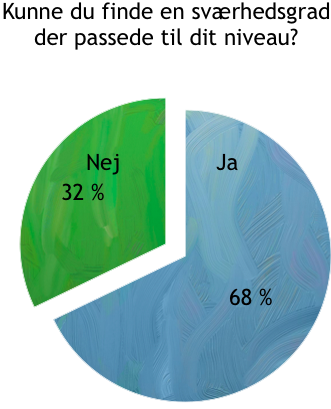 Kunne du finde en sværhedsgrad
der passede til dit niveau?
Nej
32 %
Ja
68 %